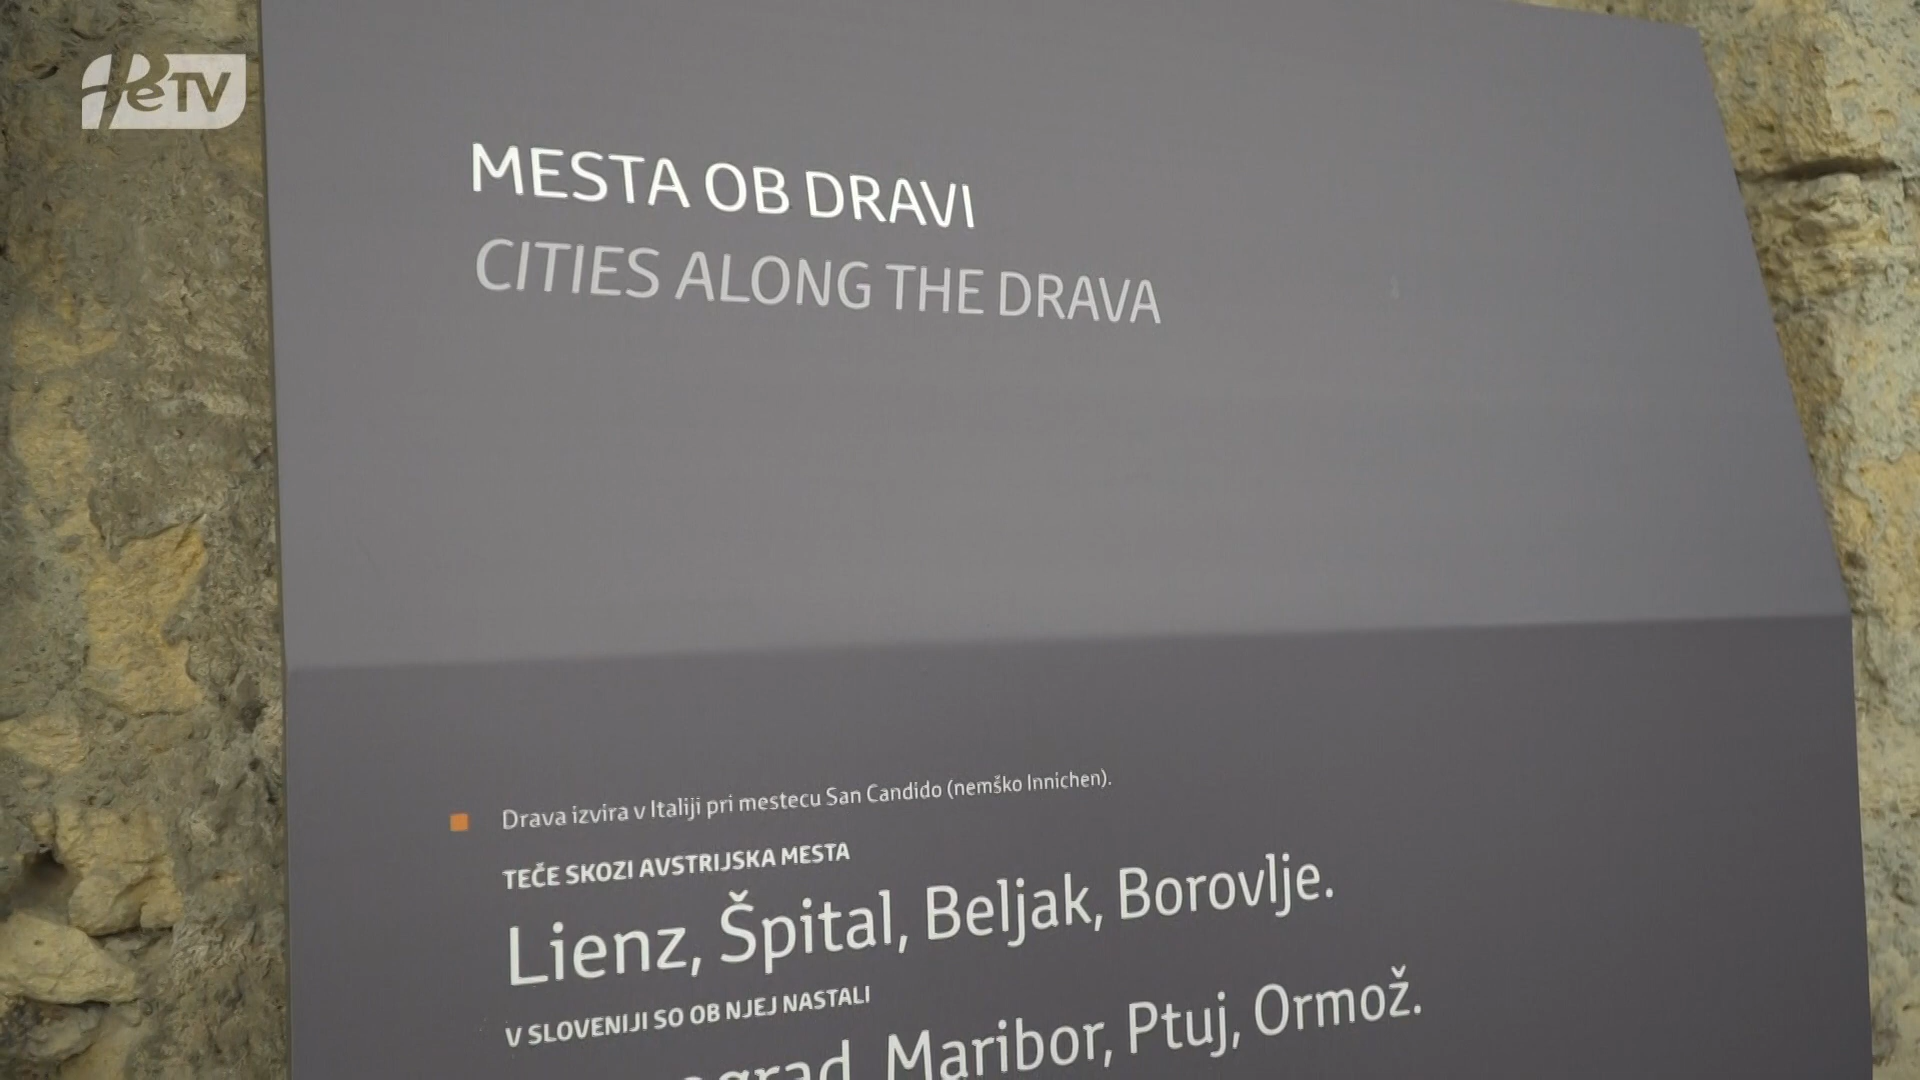 PeTV
MESTA OB DRAVI
CITIES ALONG THE DRAVA
Drava izvira v Italiji pri mestecu San Candido (nemško Innichen).
TEČE SKOZI AVSTRIJSKA MESTA
Lienz, Špital, Beljak, Borovlje.
V SLOVENIJI SO OB NJEJ NASTALI
Maribor, Ptuj, Ormož.